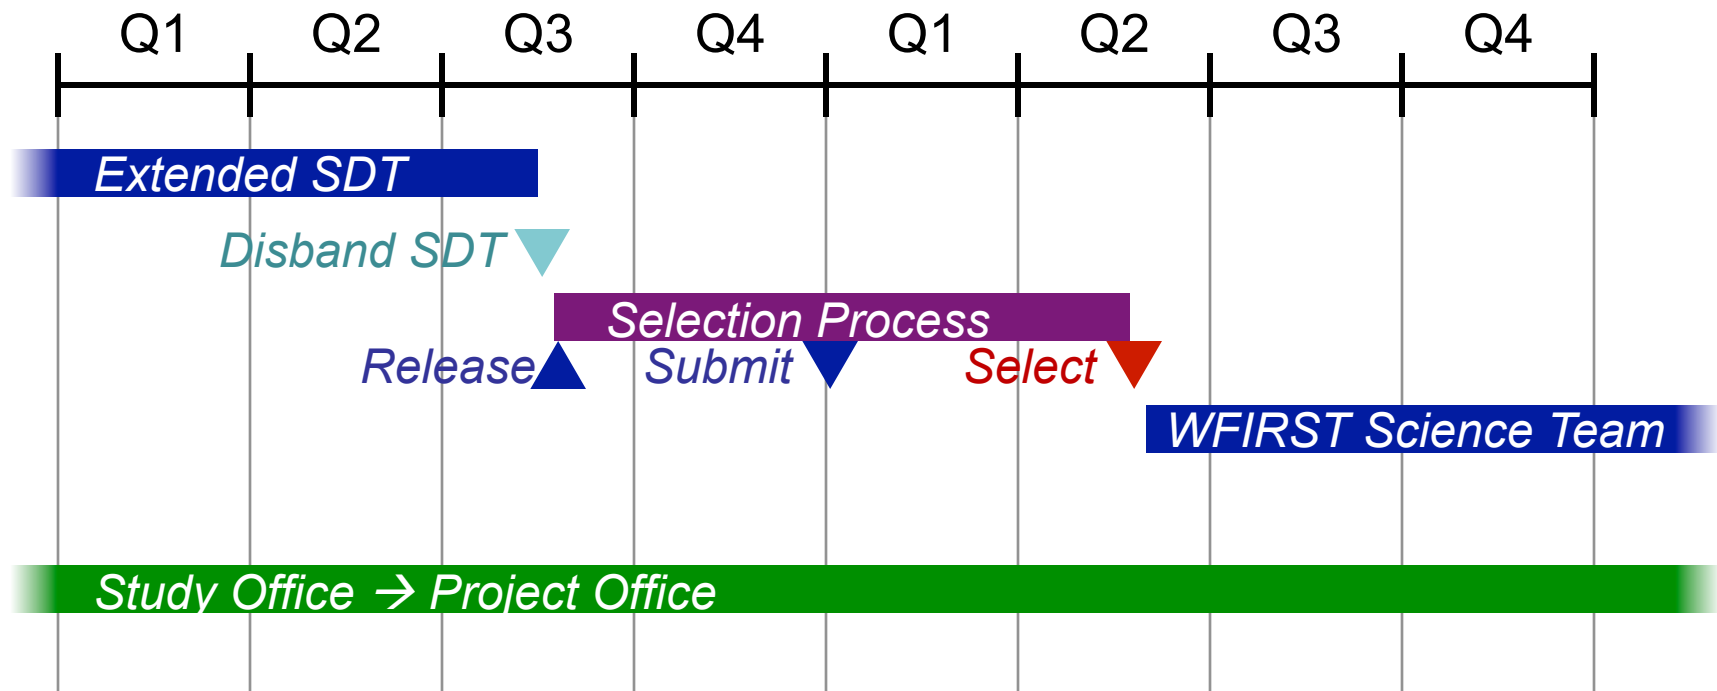 Q1 Q2 Q3 Q4 Q1 Q2 Q3 Q4
Extended SDT
Disband SDT
Selection Process
Release Submit Select
WFIRST Science Team
Study Office → Project Office